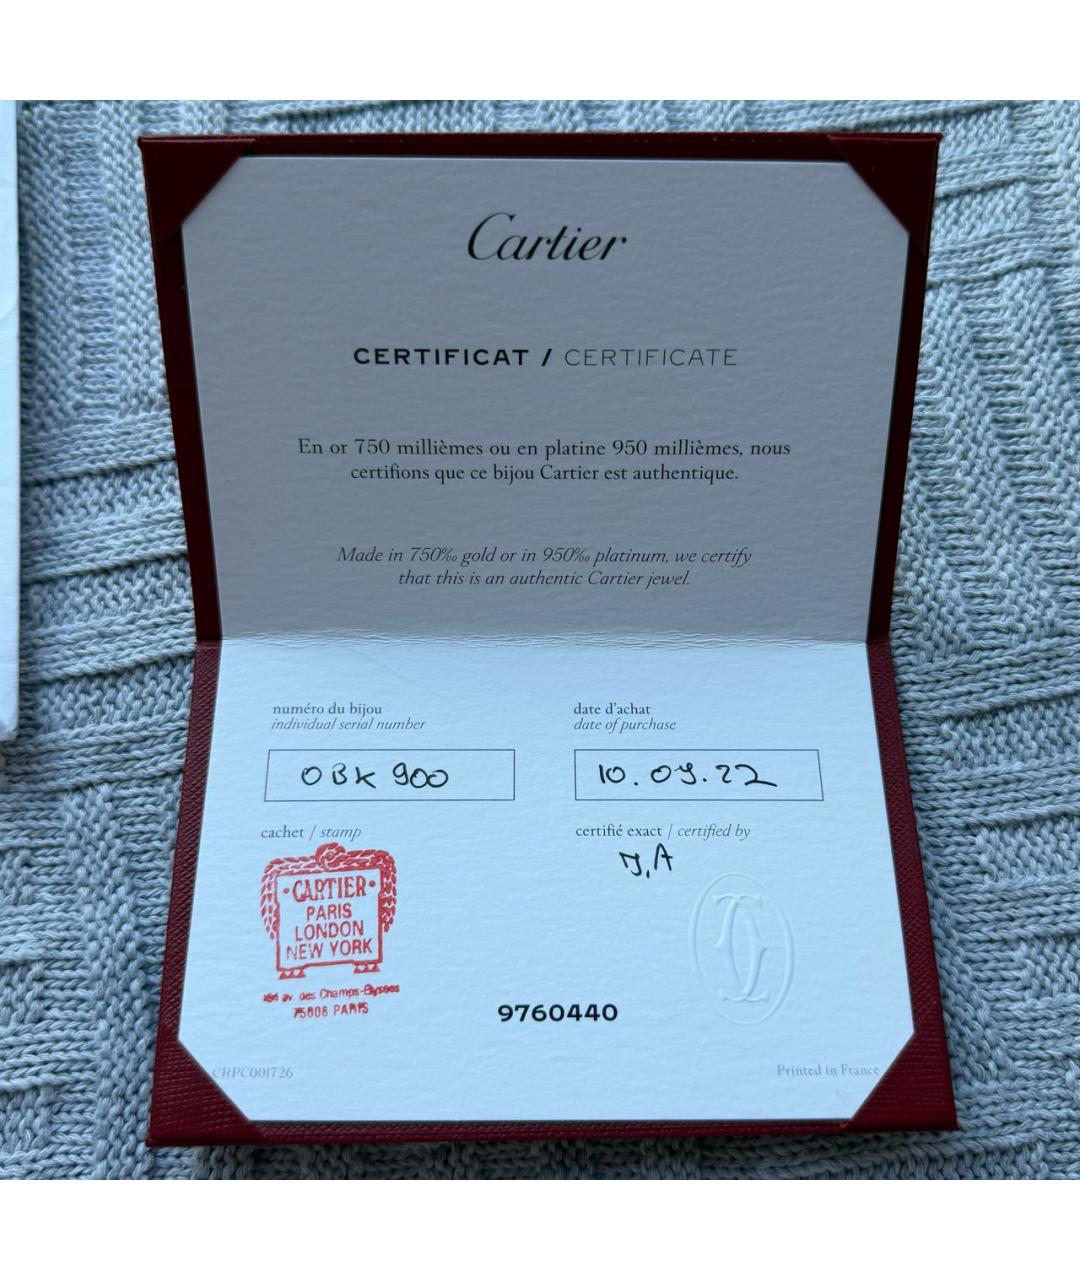 Cartier
CERTIFICAT / CERTIFICATE
En or 750 millièmes ou en platine 950 millièmes, nous
certifions que ce bijou Cartier est authentique.
Made in 750‰ gold or in 950‰ platinum, we certify
that this is an authentic Cartier jewel.
numéro du bijou
individual serial number
date d'achat
date of purchase
OBK 900
10.09.22
cachet / stamp
certifié exact / certified by
J.A
·CARTIER·
PARIS
LONDON
NEW YORK
av. des Champs-Elysées
75008 PARIS
9760440
CRPC001726
Printed in France